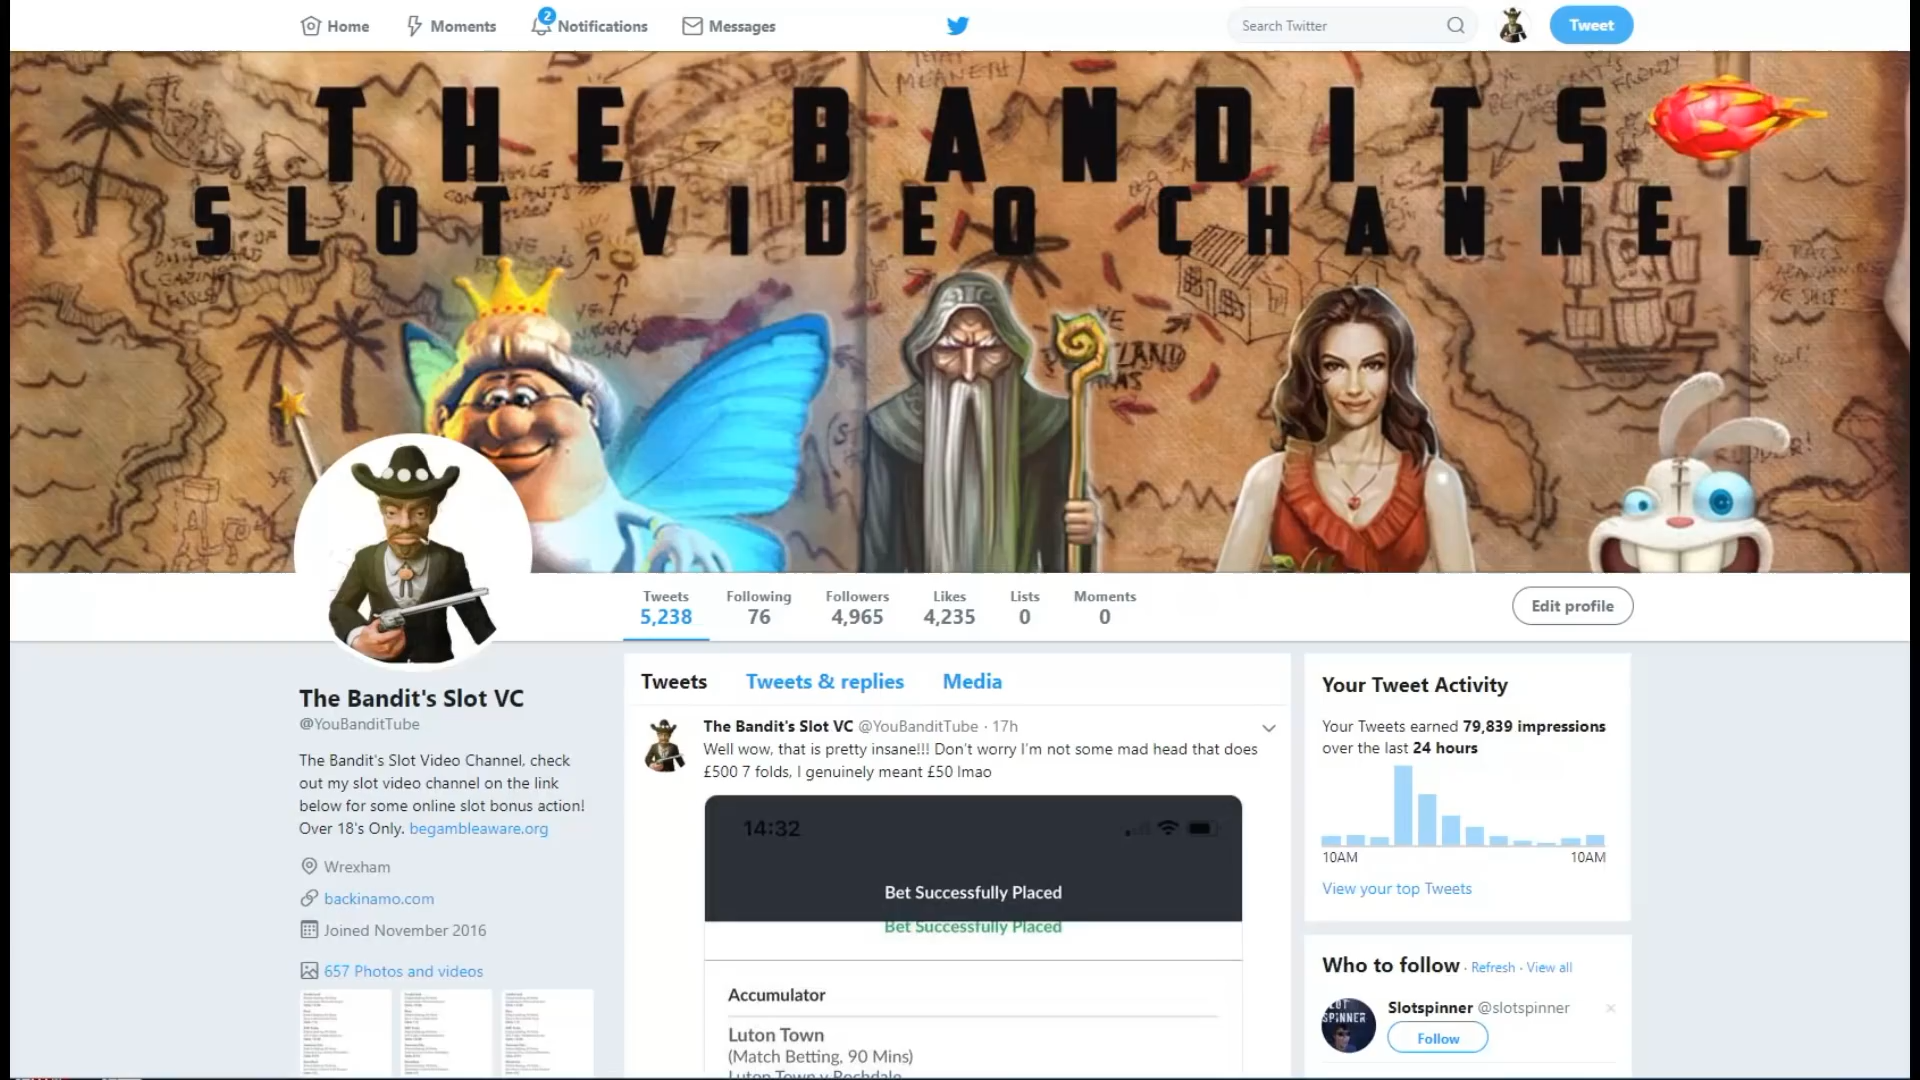 Home
Moments
2
Notifications
Messages
Search Twitter
Tweet
THE BANDITS
SLOT VIDEO CHANNEL
MEANETH
Tweets
5,238
Following
76
Followers
4,965
Likes
4,235
Lists
0
Moments
0
Edit profile
The Bandit's Slot VC
@YouBanditTube
The Bandit's Slot Video Channel, check
out my slot video channel on the link
below for some online slot bonus action!
Over 18's Only. begambleaware.org
Wrexham
backinamo.com
Joined November 2016
657 Photos and videos
Tweets
Tweets & replies
Media
The Bandit's Slot VC @YouBanditTube · 17h
Well wow, that is pretty insane!!! Don't worry I'm not some mad head that does
£500 7 folds, I genuinely meant £50 lmao
14:32
Bet Successfully Placed
Bet Successfully Placed
Accumulator
Luton Town
(Match Betting, 90 Mins)
Luton Town v Rochdale
Your Tweet Activity
Your Tweets earned 79,839 impressions
over the last 24 hours
10AM
10AM
View your top Tweets
Who to follow · Refresh · View all
SLOT
SPINNER
Slotspinner @slotspinner
Follow